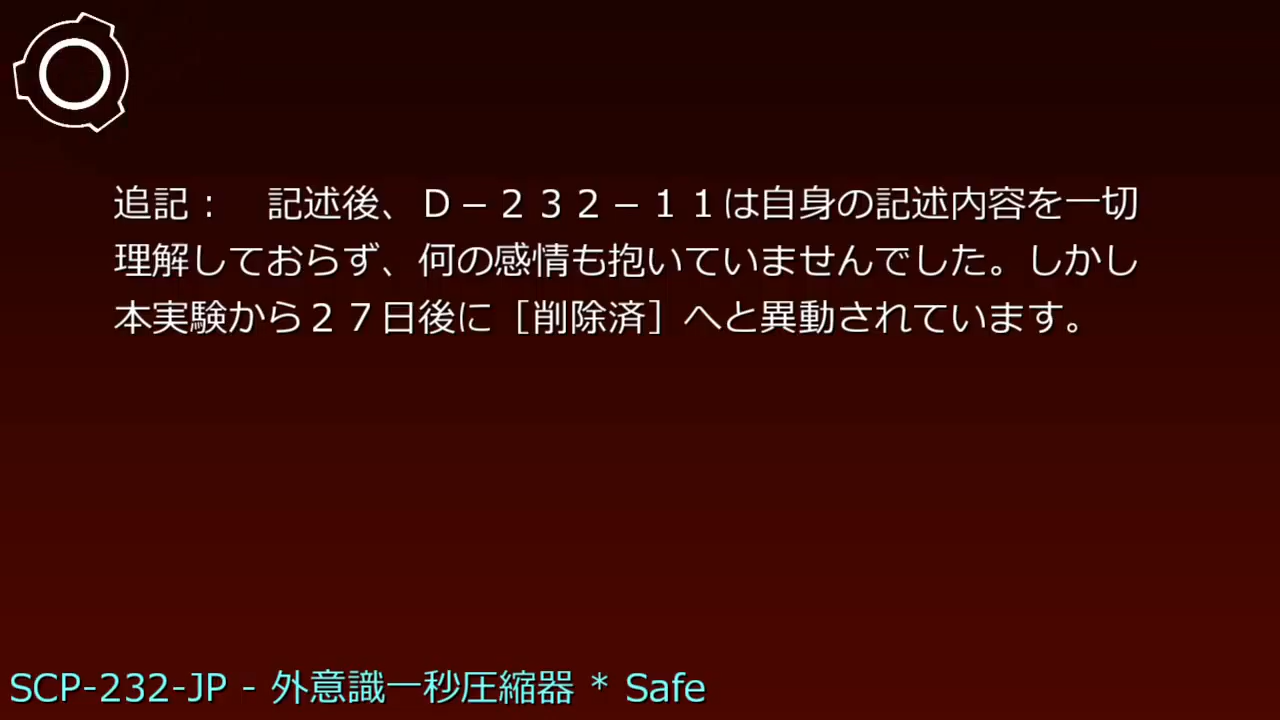 追記：　記述後、Ｄ－２３２－１１は自身の記述内容を一切
理解しておらず、何の感情も抱いていませんでした。しかし
本実験から２７日後に［削除済］へと異動されています。
SCP-232-JP - 外意識一秒圧縮器 * Safe